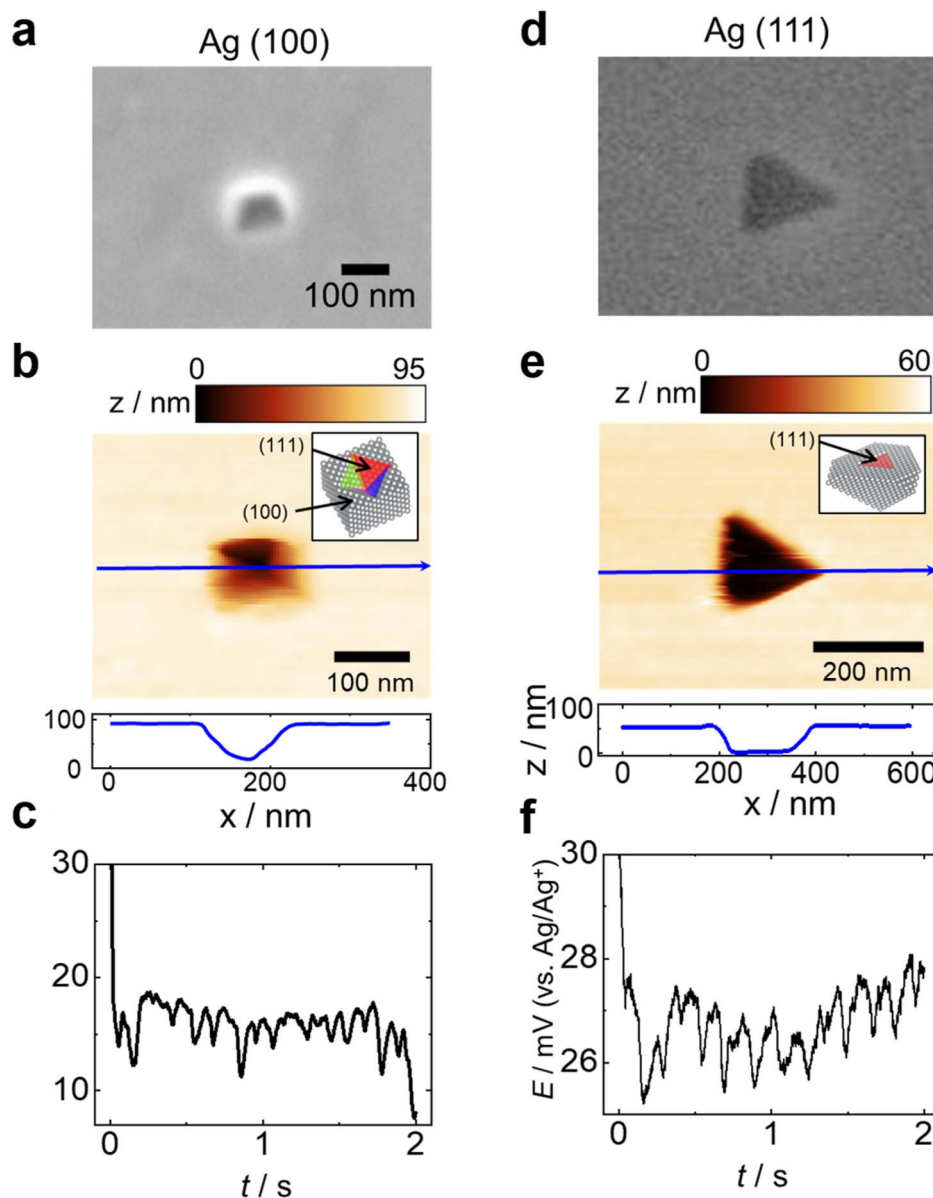 a
Ag (100)
100 nm
b
0 95
z / nm
(111)
(100)
100 nm
100
0
0 200 400
x / nm
c
30
20
10
0 1 2
t / s
d
Ag (111)
e
0 60
z / nm
(111)
200 nm
z / nm
100
0
0 200 400 600
x / nm
f
E / mV (vs. Ag/Ag⁺)
30
28
26
0 1 2
t / s